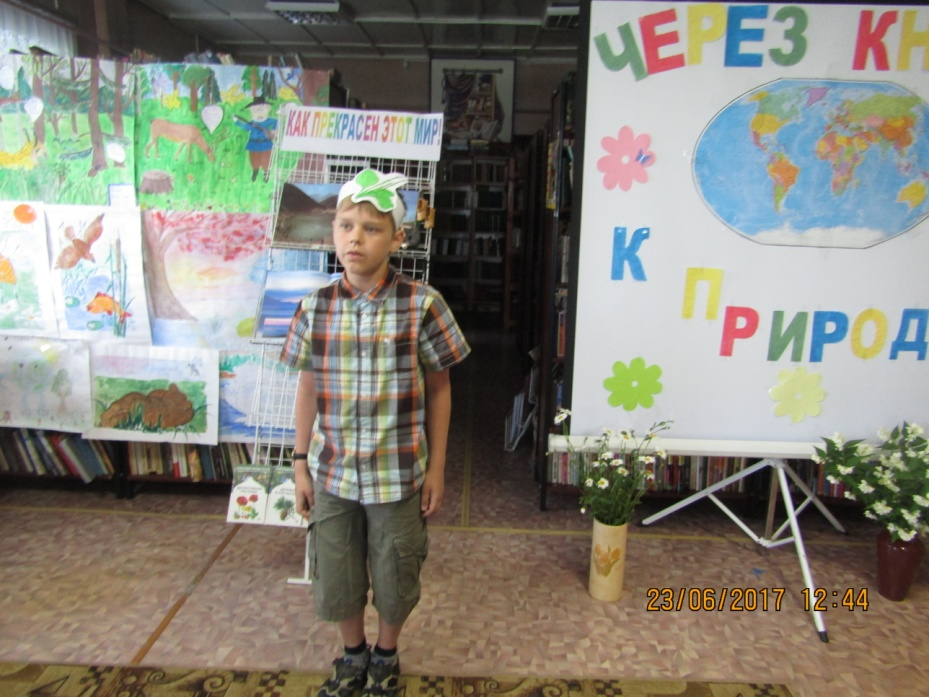 ЧЕРЕЗ КН
КАК ПРЕКРАСЕН ЭТОТ МИР!
К
ПРИРОД
23/06/2017 12:44